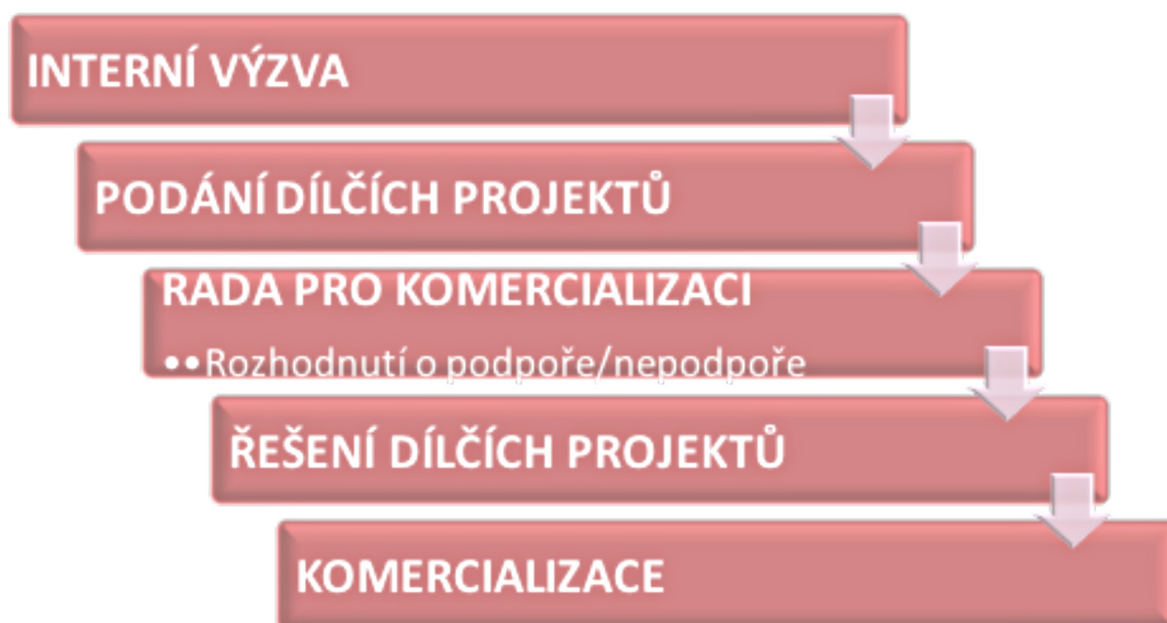 INTERNÍ VÝZVA
PODÁNÍ DÍLČÍCH PROJEKTŮ
RADA PRO KOMERCIALIZACI
••Rozhodnutí o podpoře/nepodpoře
ŘEŠENÍ DÍLČÍCH PROJEKTŮ
KOMERCIALIZACE